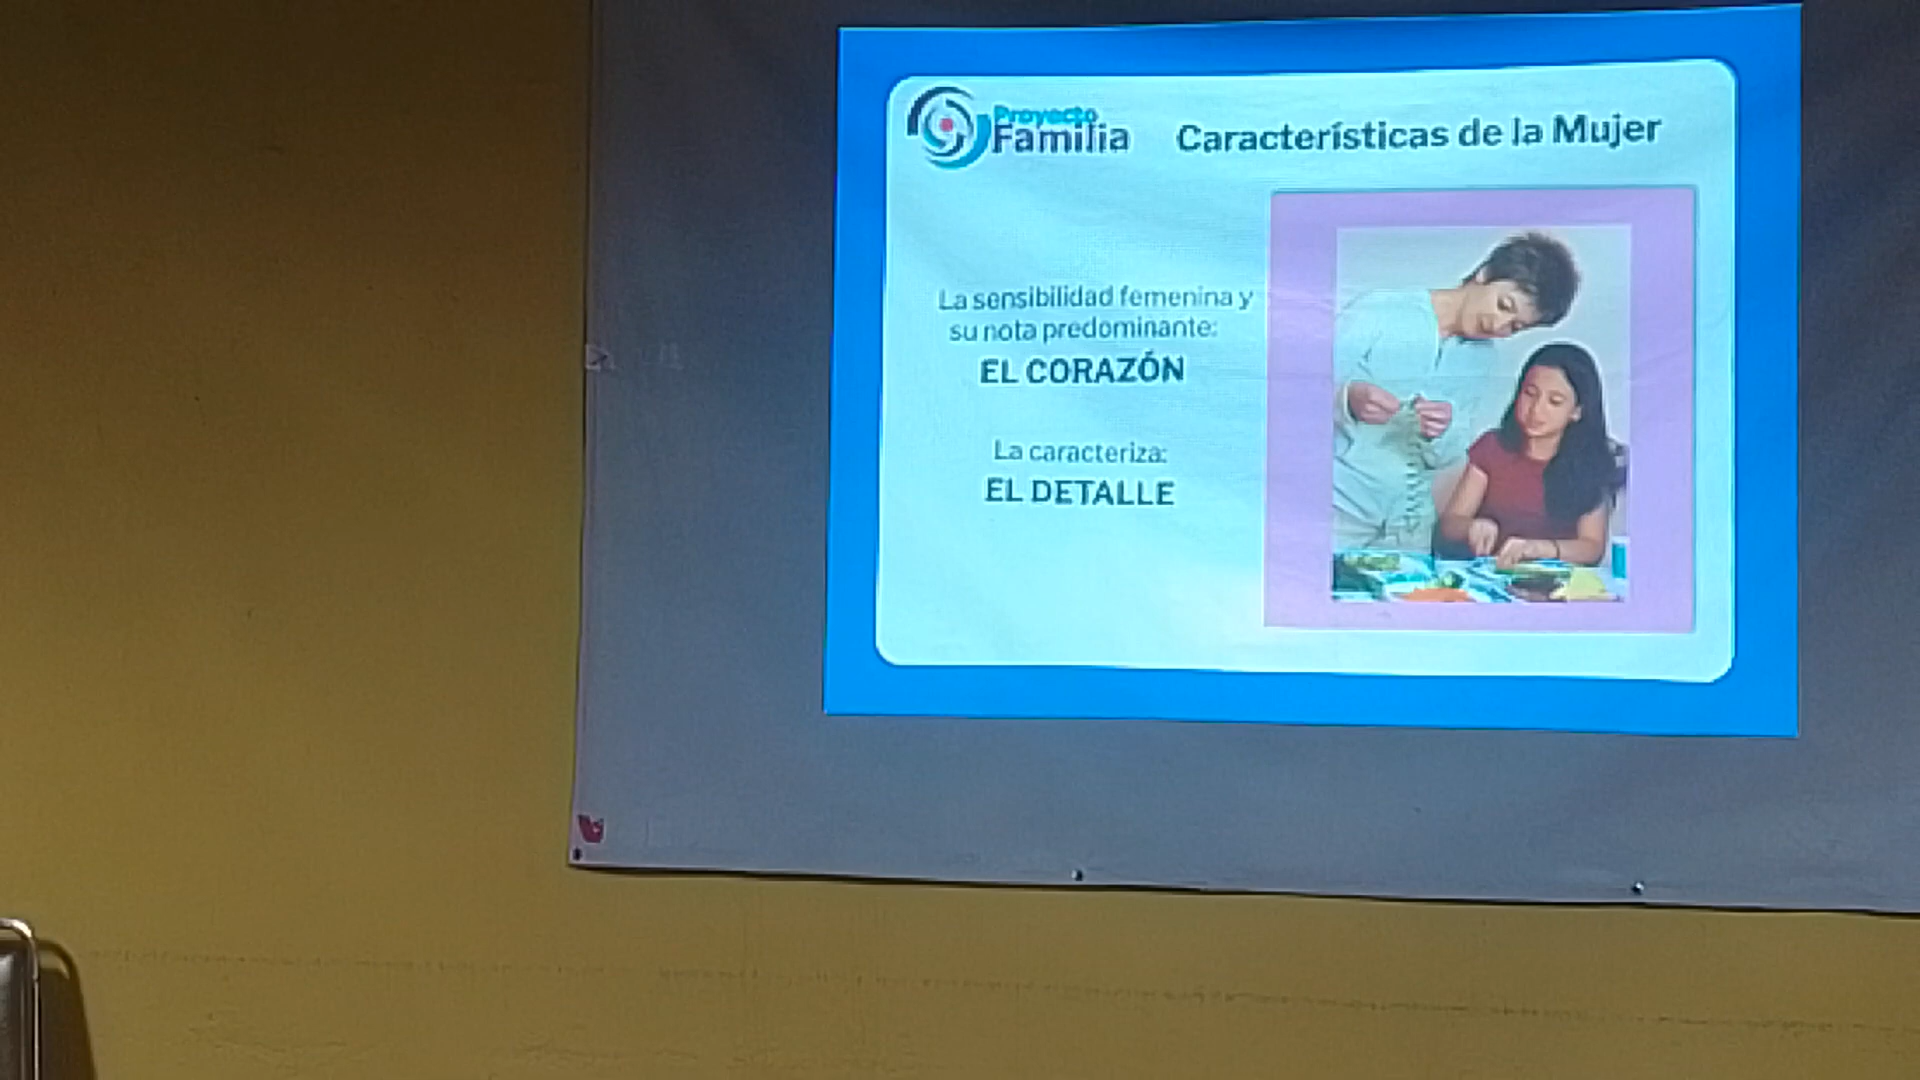 Proyecto
Familia
Características de la Mujer
La sensibilidad femenina y
su nota predominante:
EL CORAZÓN
La caracteriza:
EL DETALLE